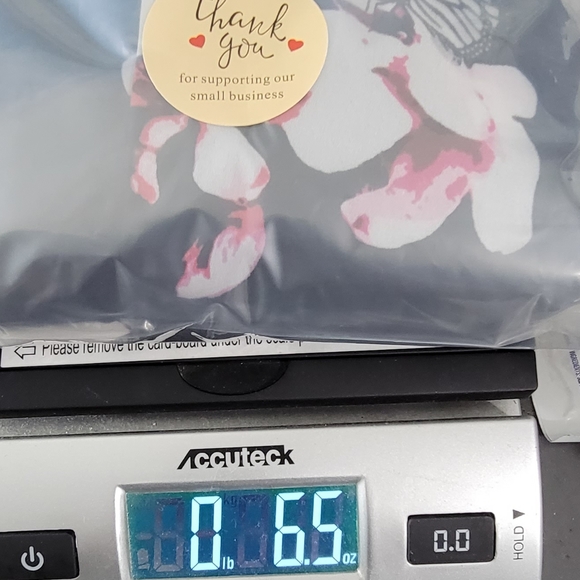 thank
you
for supporting our
small business
Please remove the card-board under the scale p
Accuteck
0 lb 6.5 oz
0.0
HOLD